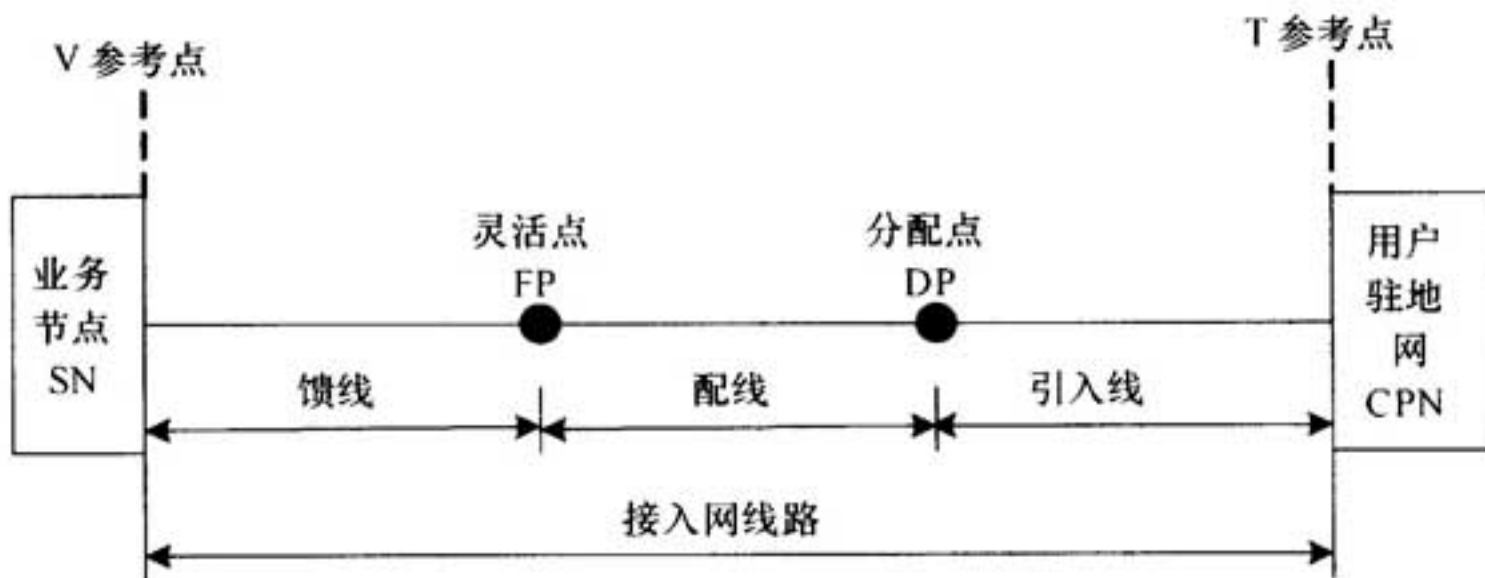 V 参考点
T 参考点
业务
节点
SN
灵活点
FP
分配点
DP
用户
驻地
网
CPN
馈线
配线
引入线
接入网线路